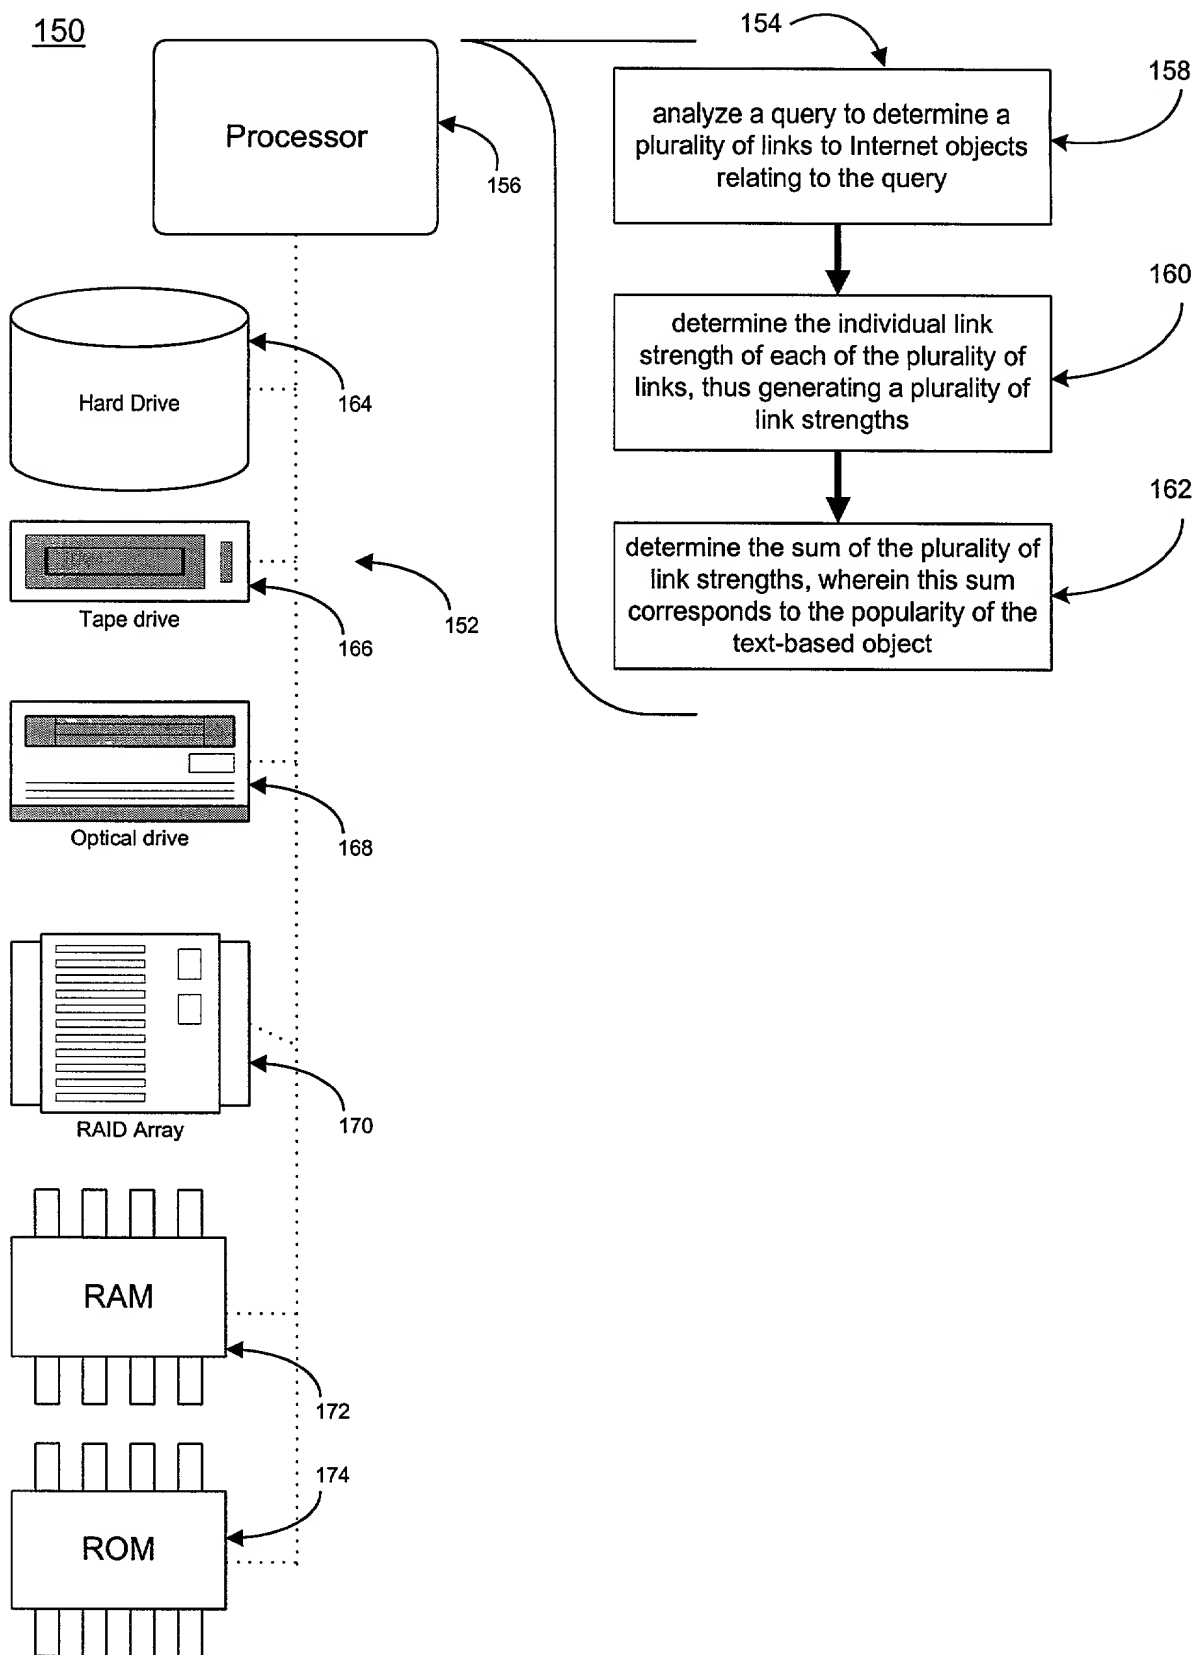 150
Processor
156
154
158
analyze a query to determine a
plurality of links to Internet objects
relating to the query
160
determine the individual link
strength of each of the plurality of
links, thus generating a plurality of
link strengths
162
determine the sum of the plurality of
link strengths, wherein this sum
corresponds to the popularity of the
text-based object
Hard Drive
164
152
Tape drive
166
Optical drive
168
RAID Array
170
RAM
172
174
ROM